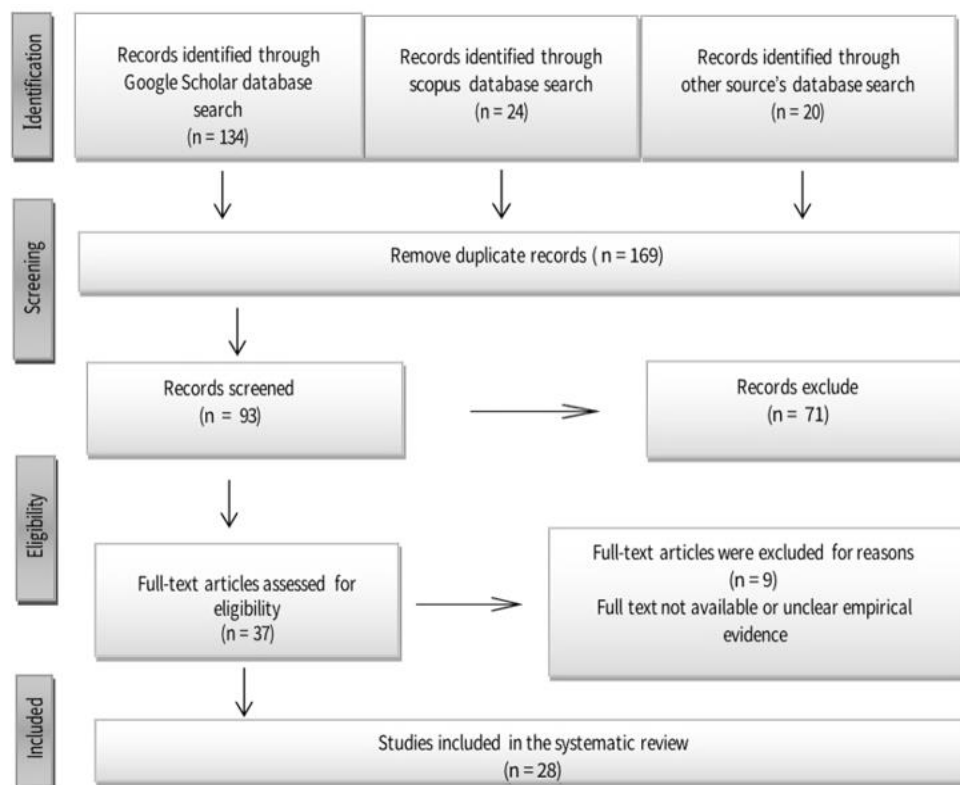 Identification
Records identified through
Google Scholar database
search
(n = 134)
Records identified through
scopus database search
(n = 24)
Records identified through
other source's database search
(n = 20)
Screening
Remove duplicate records ( n = 169)
Records screened
(n = 93)
Records exclude
(n = 71)
Eligibility
Full-text articles assessed for
eligibility
(n = 37)
Full-text articles were excluded for reasons
(n = 9)
Full text not available or unclear empirical
evidence
Included
Studies included in the systematic review
(n = 28)